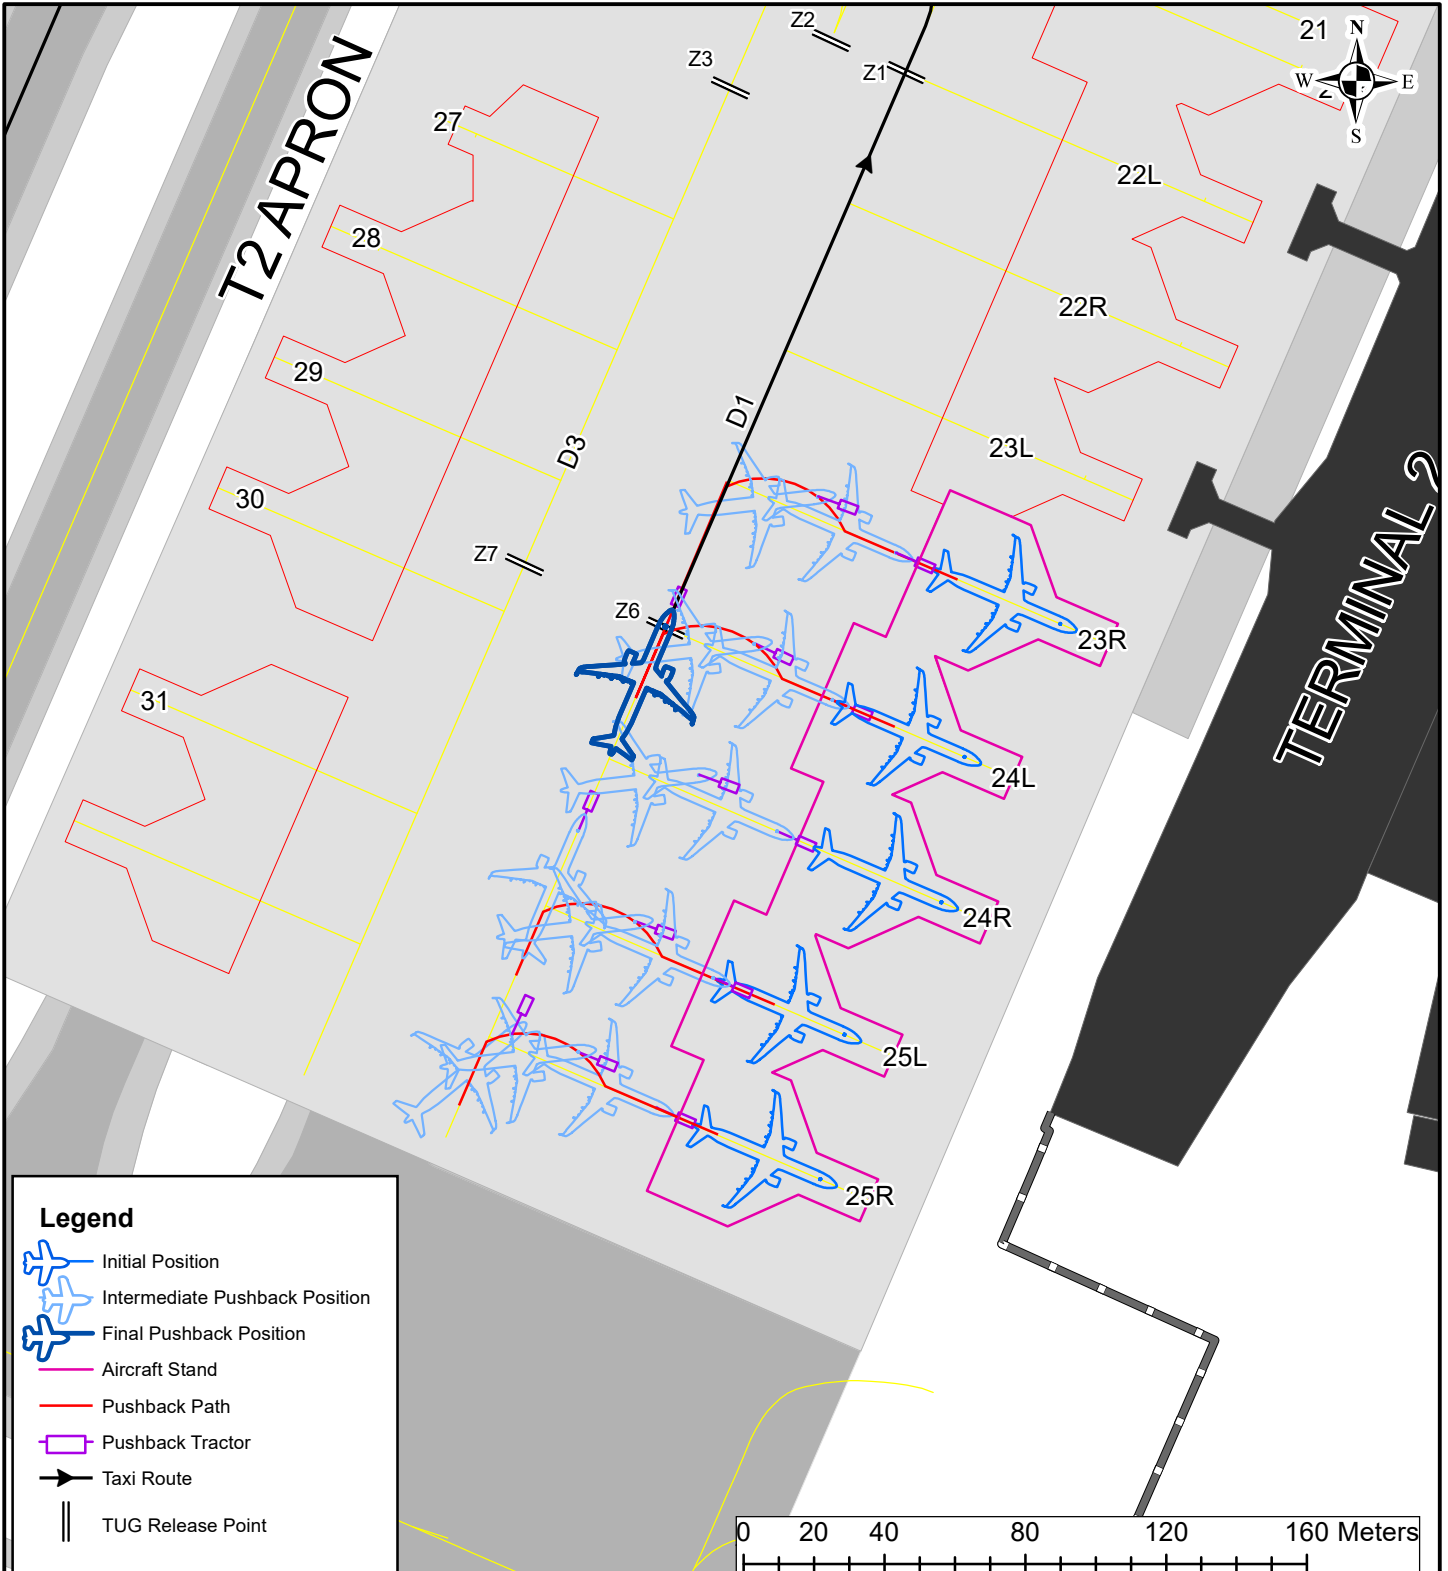 Z2
21
N
Z3
Z1
W
E
2
27
S
T2 APRON
22L
28
22R
29
D1
D3
23L
30
TERMINAL 2
Z7
Z6
23R
31
24L
24R
25L
25R
Legend
Initial Position
Intermediate Pushback Position
Final Pushback Position
Aircraft Stand
Pushback Path
Pushback Tractor
Taxi Route
TUG Release Point
0 20 40 80 120 160 Meters